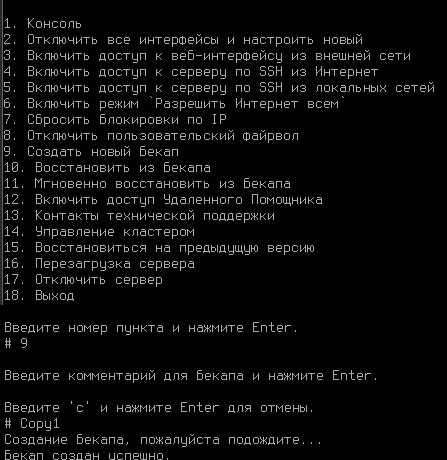 1. Консоль
2. Отключить все интерфейсы и настроить новый
3. Включить доступ к веб-интерфейсу из внешней сети
4. Включить доступ к серверу по SSH из Интернет
5. Включить доступ к серверу по SSH из локальных сетей
6. Включить режим `Разрешить Интернет всем`
7. Сбросить блокировки по IP
8. Отключить пользовательский файрвол
9. Создать новый бекап
10. Восстановить из бекапа
11. Мгновенно восстановить из бекапа
12. Включить доступ Удаленного Помощника
13. Контакты технической поддержки
14. Управление кластером
15. Восстановиться на предыдущую версию
16. Перезагрузка сервера
17. Отключить сервер
18. Выход
Введите номер пункта и нажмите Enter.
# 9
Введите комментарий для бекапа и нажмите Enter.
Введите 'c' и нажмите Enter для отмены.
# Copy1
Создание бекапа, пожалуйста подождите...
Бекап создан успешно.